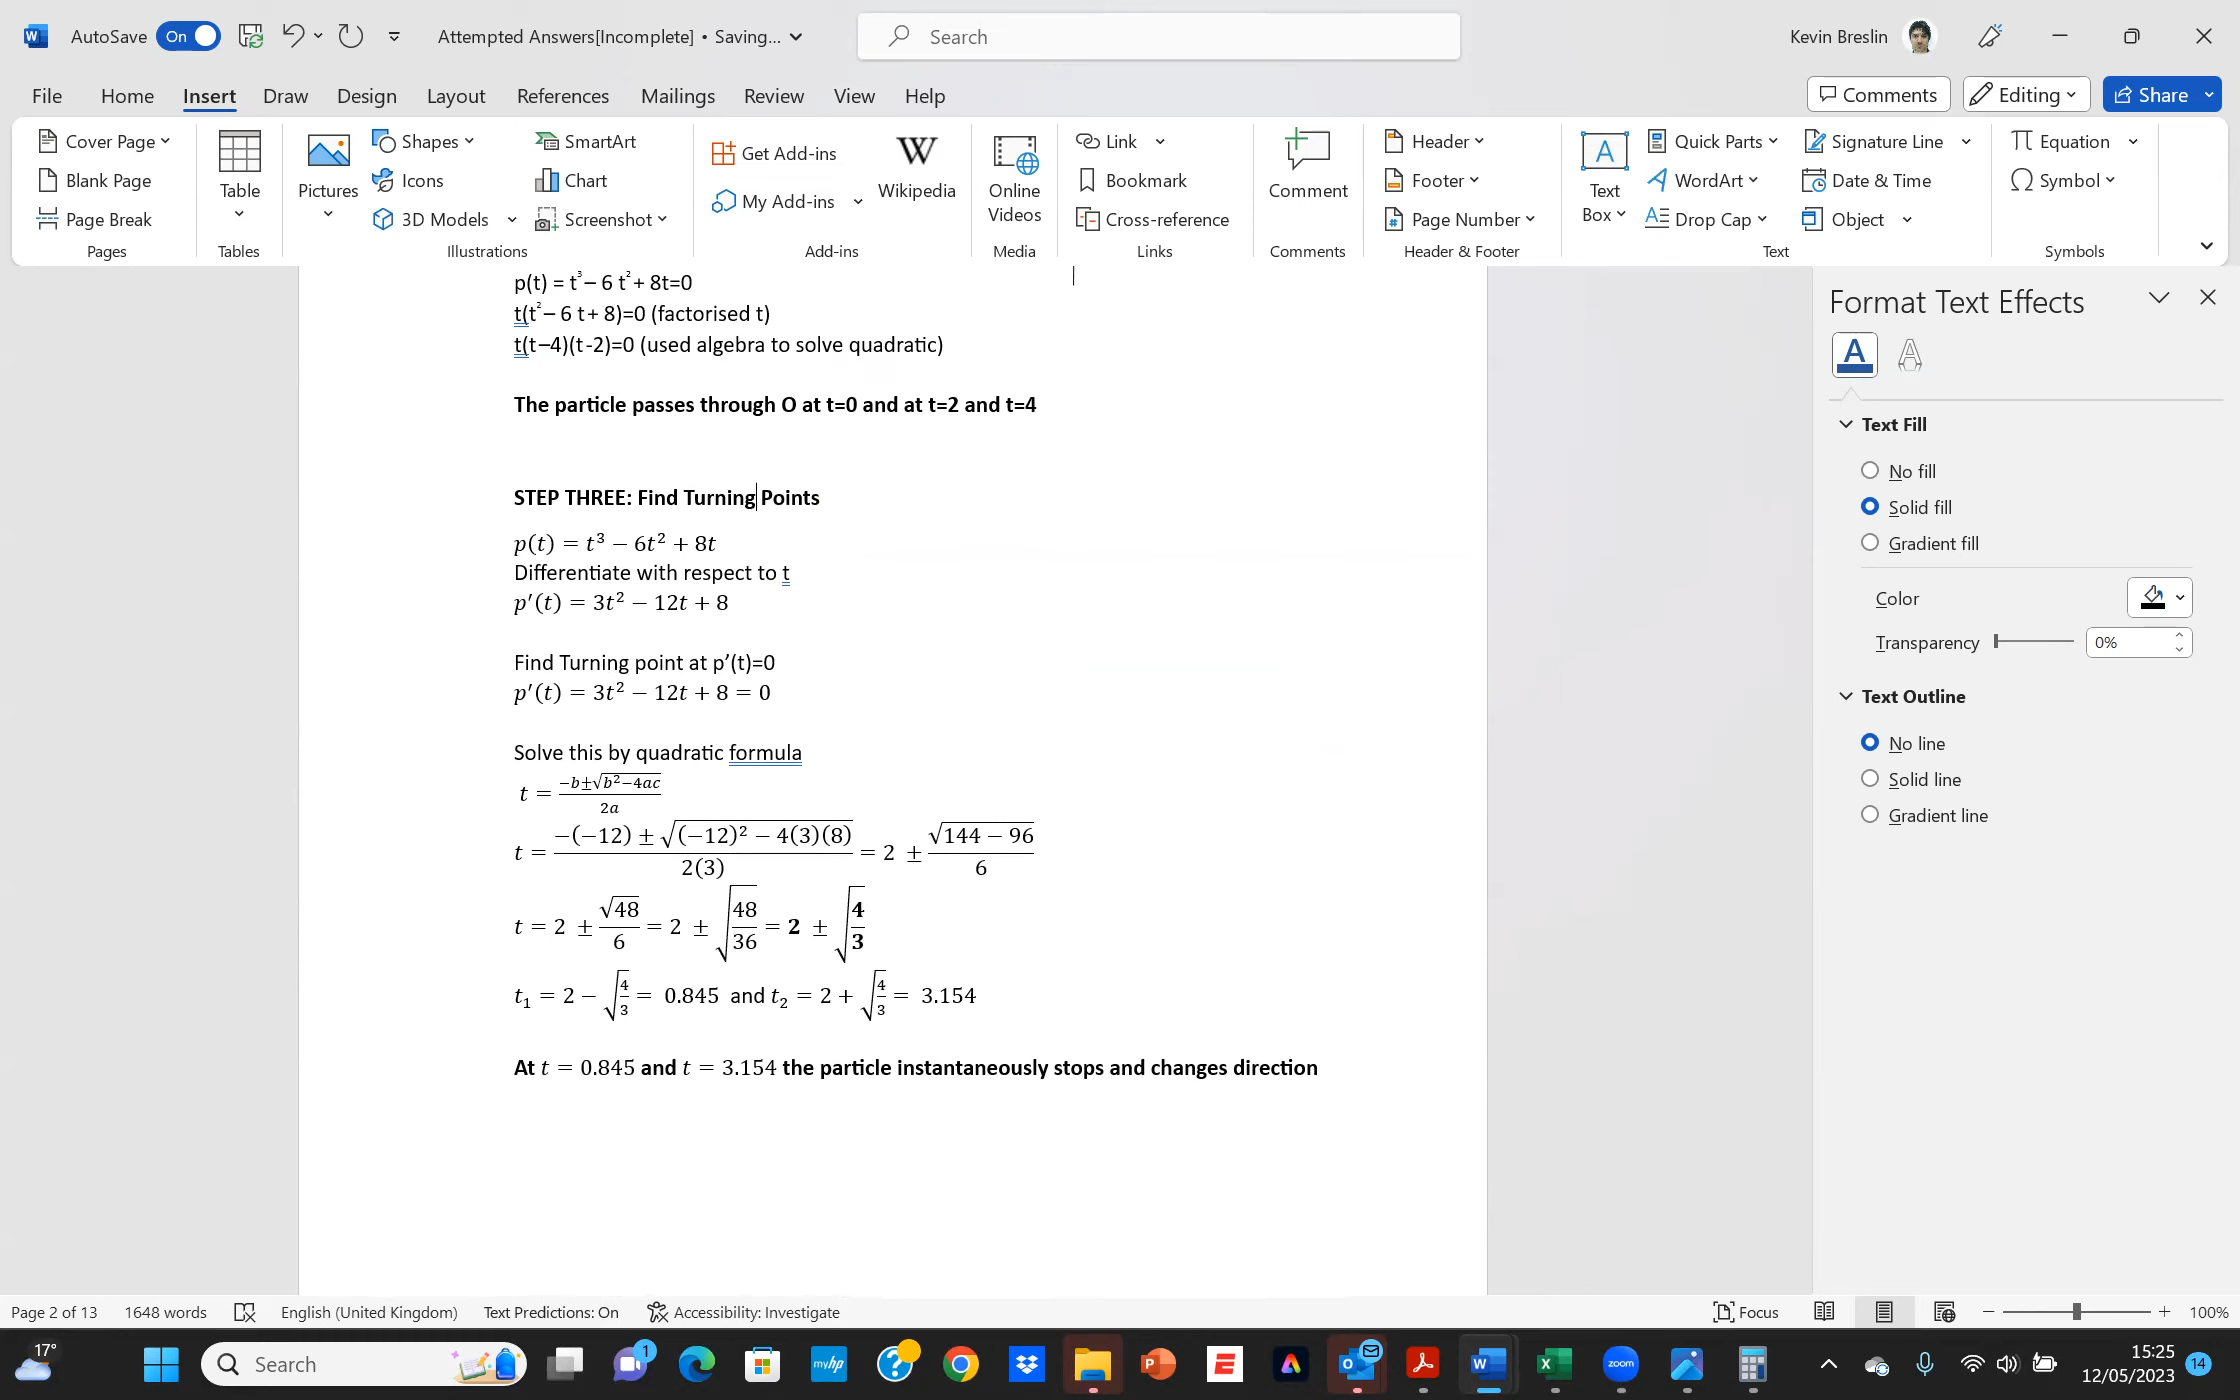 AutoSave On Attempted Answers[Incomplete] • Saving... Search Kevin Breslin
File Home Insert Draw Design Layout References Mailings Review View Help Comments Editing Share
Cover Page
Blank Page
Page Break
Pages
Table
Tables
Pictures
Shapes
Icons
3D Models
SmartArt
Chart
Screenshot
Illustrations
Get Add-ins
My Add-ins
W
Wikipedia
Add-ins
Online
Videos
Media
Link
Bookmark
Cross-reference
Links
Comment
Comments
Header
Footer
Page Number
Header & Footer
Text
Box
Quick Parts
WordArt
Drop Cap
Signature Line
Date & Time
Object
Text
Equation
Symbol
Symbols
p(t) = t³– 6 t²+ 8t=0
t(t²– 6 t+ 8)=0 (factorised t)
t(t–4)(t-2)=0 (used algebra to solve quadratic)
The particle passes through O at t=0 and at t=2 and t=4
STEP THREE: Find Turning Points
p(t) = t³ − 6t² + 8t
Differentiate with respect to t
p′(t) = 3t² − 12t + 8
Find Turning point at p’(t)=0
p′(t) = 3t² − 12t + 8 = 0
Solve this by quadratic formula
t = (−b±√(b²−4ac))/2a
t = (−(−12) ± √((−12)² − 4(3)(8)))/2(3) = 2 ± √(144 − 96)/6
t = 2 ± √48/6 = 2 ± √(48/36) = 2 ± √(4/3)
t₁ = 2 − √(4/3) = 0.845 and t₂ = 2 + √(4/3) = 3.154
At t = 0.845 and t = 3.154 the particle instantaneously stops and changes direction
Format Text Effects
Text Fill
No fill
Solid fill
Gradient fill
Color
Transparency 0%
Text Outline
No line
Solid line
Gradient line
Page 2 of 13 1648 words English (United Kingdom) Text Predictions: On Accessibility: Investigate Focus 100%
17° Search 1 myhp zoom 15:25
12/05/2023 14